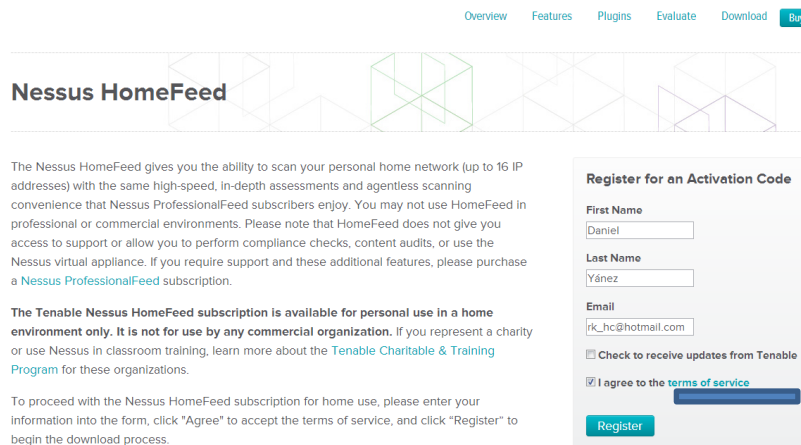 Overview Features Plugins Evaluate Download Buy
Nessus HomeFeed
The Nessus HomeFeed gives you the ability to scan your personal home network (up to 16 IP
addresses) with the same high-speed, in-depth assessments and agentless scanning
convenience that Nessus ProfessionalFeed subscribers enjoy. You may not use HomeFeed in
professional or commercial environments. Please note that HomeFeed does not give you
access to support or allow you to perform compliance checks, content audits, or use the
Nessus virtual appliance. If you require support and these additional features, please purchase
a Nessus ProfessionalFeed subscription.
The Tenable Nessus HomeFeed subscription is available for personal use in a home
environment only. It is not for use by any commercial organization. If you represent a charity
or use Nessus in classroom training, learn more about the Tenable Charitable & Training
Program for these organizations.
To proceed with the Nessus HomeFeed subscription for home use, please enter your
information into the form, click "Agree" to accept the terms of service, and click “Register” to
begin the download process.
Register for an Activation Code
First Name
Daniel
Last Name
Yánez
Email
rk_hc@hotmail.com
Check to receive updates from Tenable
I agree to the terms of service
Register